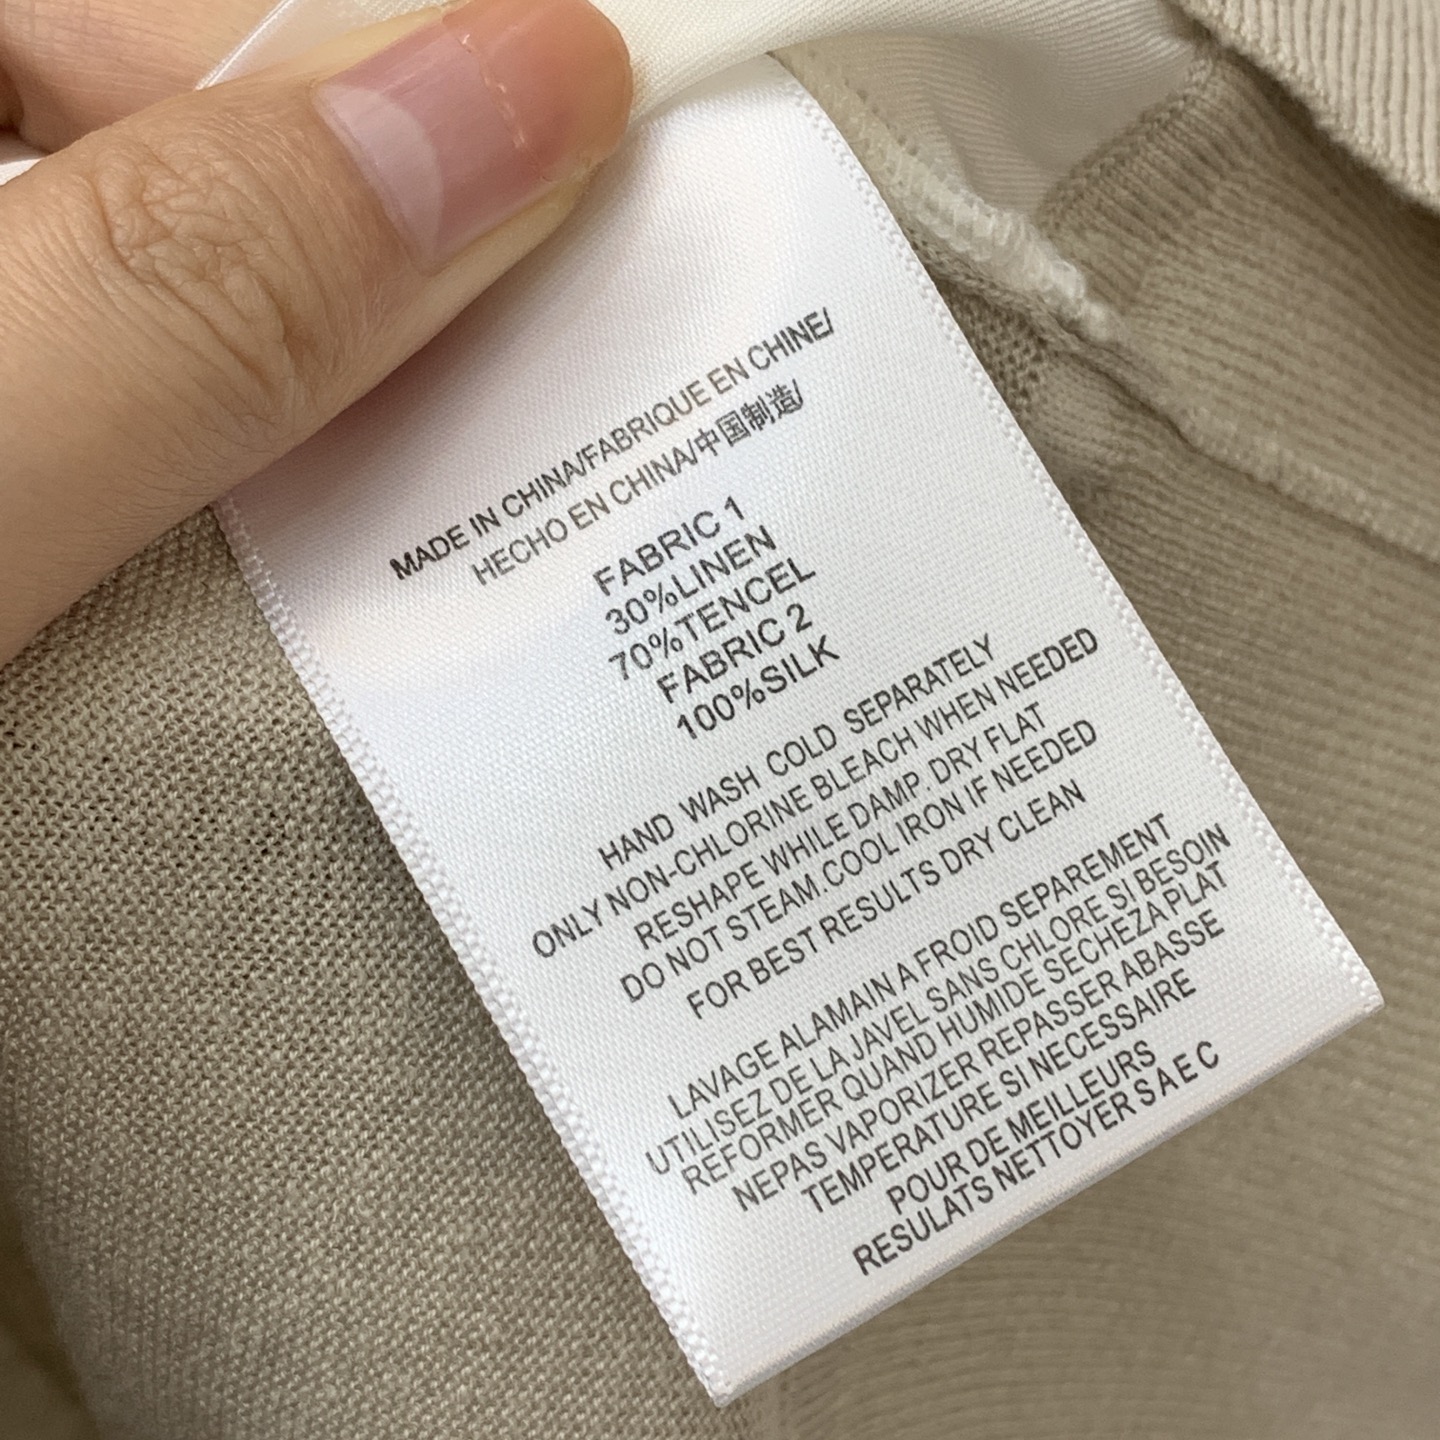 MADE IN CHINA/FABRIQUE EN CHINE/
HECHO EN CHINA/中国制造/
FABRIC 1
30%LINEN
70%TENCEL
FABRIC 2
100%SILK
HAND WASH COLD SEPARATELY
ONLY NON-CHLORINE BLEACH WHEN NEEDED
RESHAPE WHILE DAMP. DRY FLAT
DO NOT STEAM.COOL IRON IF NEEDED
FOR BEST RESULTS DRY CLEAN
LAVAGE ALAMAIN A FROID SEPAREMENT
UTILISEZ DE LA JAVEL SANS CHLORE SI BESOIN
REFORMER QUAND HUMIDE SECHEZA PLAT
NEPAS VAPORIZER REPASSER ABASSE
TEMPERATURE SI NECESSAIRE
POUR DE MEILLEURS
RESULATS NETTOYER S A E C